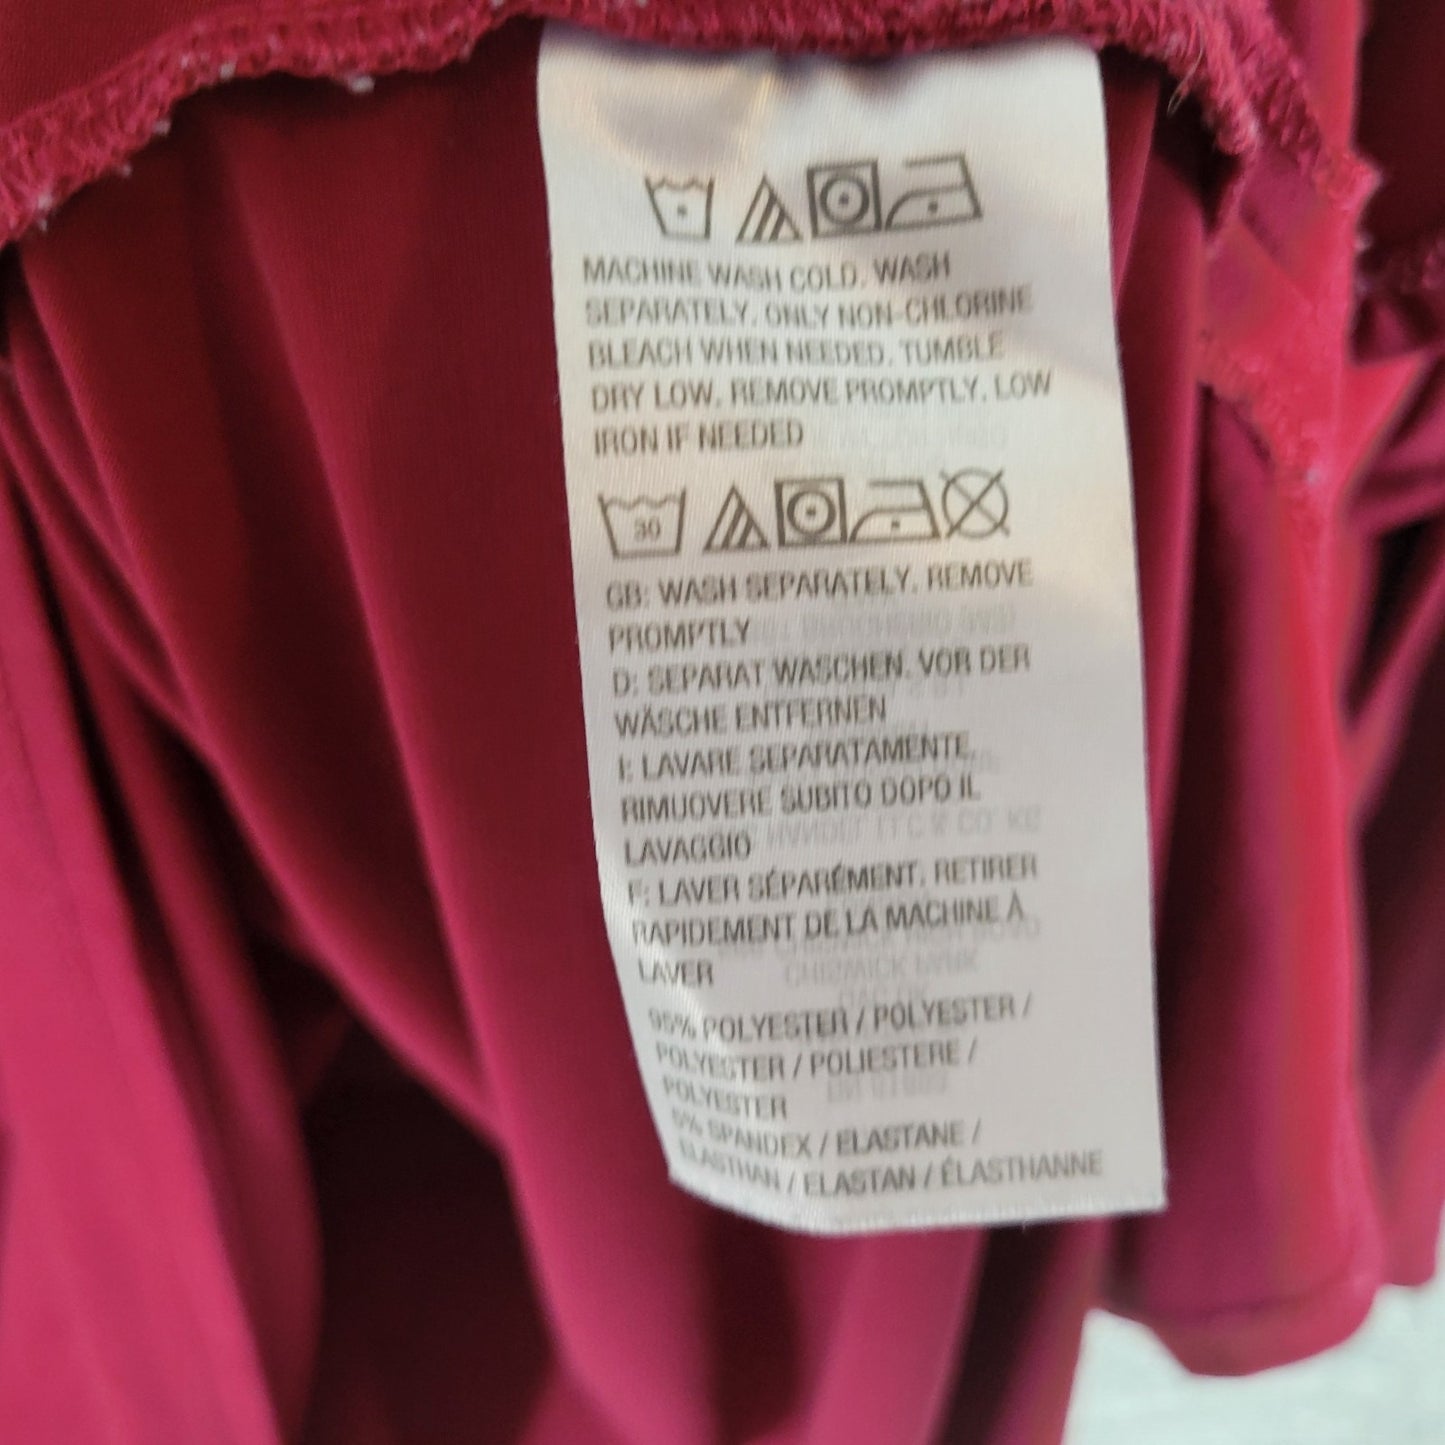 MACHINE WASH COLD. WASH
SEPARATELY. ONLY NON-CHLORINE
BLEACH WHEN NEEDED. TUMBLE
DRY LOW. REMOVE PROMPTLY. LOW
IRON IF NEEDED
30
GB: WASH SEPARATELY. REMOVE
PROMPTLY
D: SEPARAT WASCHEN. VOR DER
WÄSCHE ENTFERNEN
I: LAVARE SEPARATAMENTE.
RIMUOVERE SUBITO DOPO IL
LAVAGGIO
F: LAVER SÉPARÉMENT. RETIRER
RAPIDEMENT DE LA MACHINE À
LAVER
95% POLYESTER / POLYESTER /
POLYESTER / POLIESTERE /
POLYESTER
5% SPANDEX / ELASTANE /
ELASTHAN / ELASTAN / ÉLASTHANNE